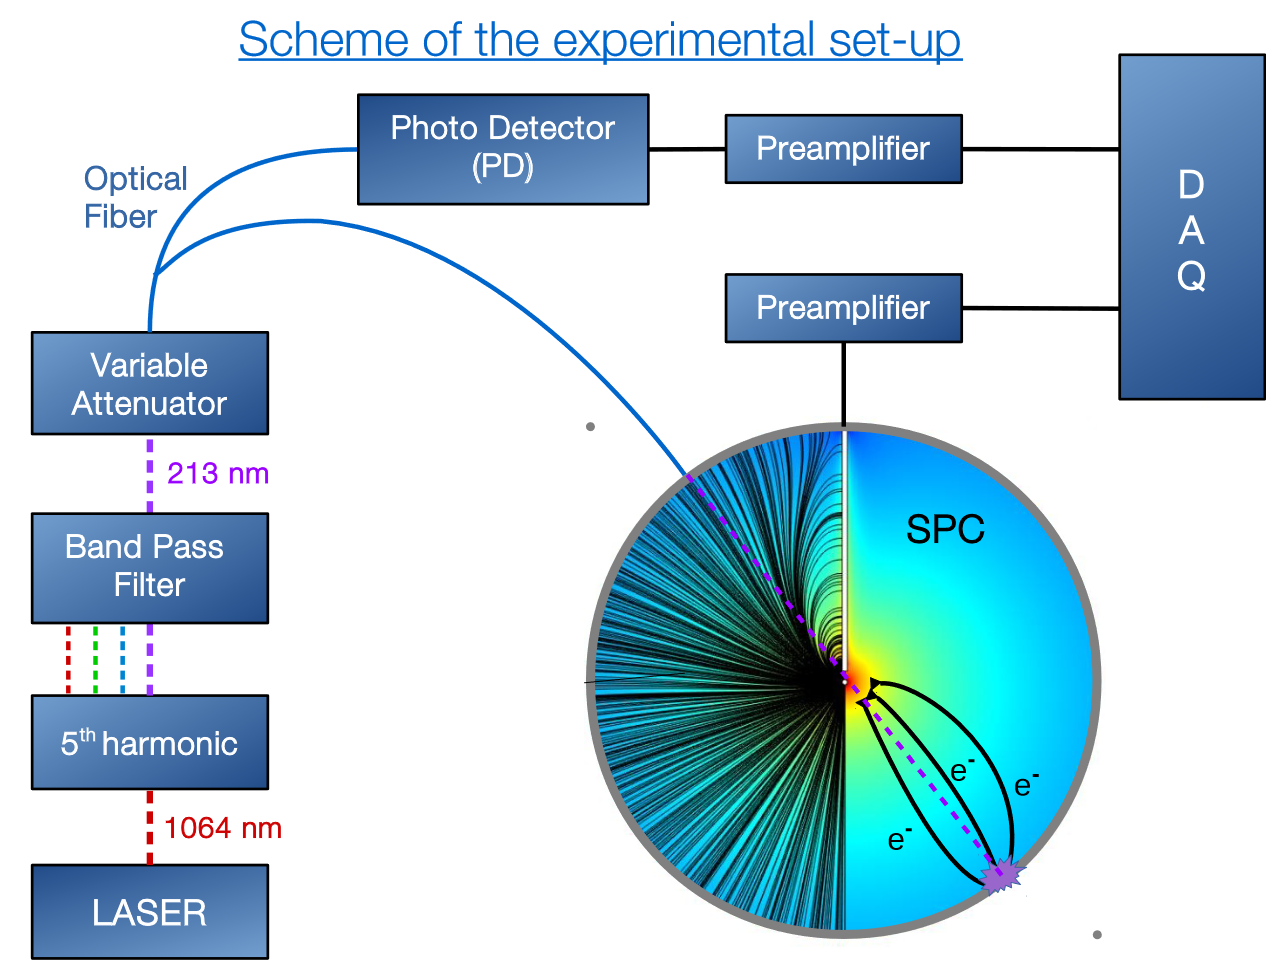 Scheme of the experimental set-up
Photo Detector
(PD)
Preamplifier
D
A
Q
Optical
Fiber
Preamplifier
Variable
Attenuator
213 nm
Band Pass
Filter
SPC
5th harmonic
e-
e-
e-
1064 nm
LASER